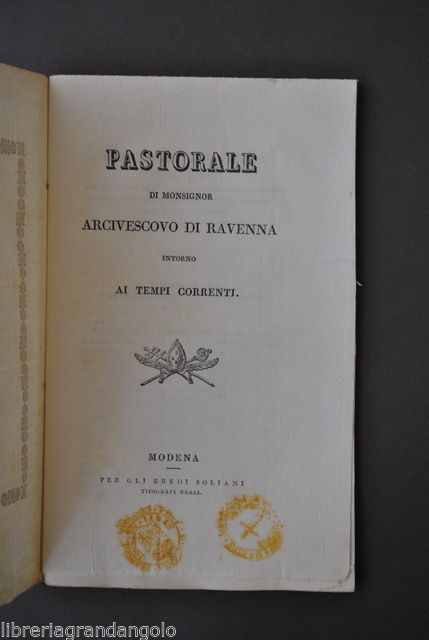 PASTORALE
DI MONSIGNOR
ARCIVESCOVO DI RAVENNA
INTORNO
AI TEMPI CORRENTI.
MODENA
PER GLI EREDI SOLIANI
TIPOGRAFI REALI.
libreriagrandangolo